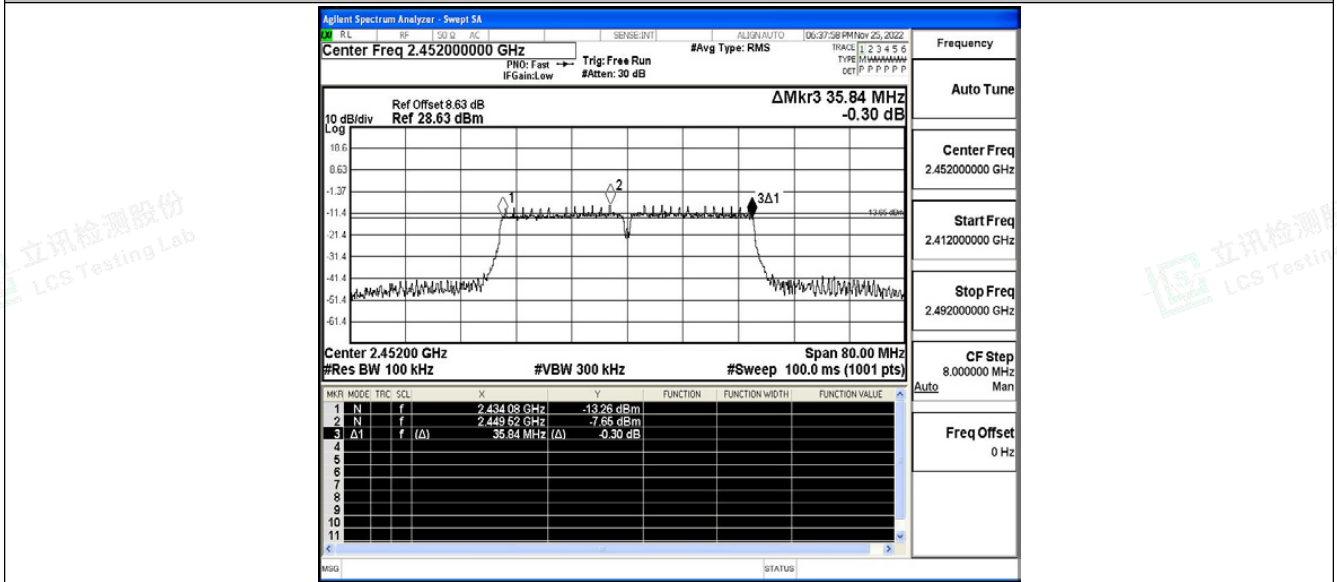 Agilent Spectrum Analyzer - Swept SA
RL RF 50 Ω AC SENSE:INT ALIGNAUTO 06:37:58 PM Nov 25, 2022
Center Freq 2.452000000 GHz #Avg Type: RMS TRACE 1 2 3 4 5 6
PNO: Fast Trig: Free Run TYPE M WWWWW
IFGain:Low #Atten: 30 dB DET P P P P P P
ΔMkr3 35.84 MHz
Ref Offset 8.63 dB
10 dB/div Ref 28.63 dBm -0.30 dB
Log
18.6
8.63
-1.37
-11.4
-21.4
-31.4
-41.4
-51.4
-61.4
1
2
3Δ1
-13.65 dBm
Center 2.45200 GHz Span 80.00 MHz
#Res BW 100 kHz #VBW 300 kHz #Sweep 100.0 ms (1001 pts)
MKR MODE TRC SCL X Y FUNCTION FUNCTION WIDTH FUNCTION VALUE
1 N f 2.434 08 GHz -13.26 dBm
2 N f 2.449 52 GHz -7.65 dBm
3 Δ1 f (Δ) 35.84 MHz (Δ) -0.30 dB
4
5
6
7
8
9
10
11
MSG STATUS
Frequency
Auto Tune
Center Freq
2.452000000 GHz
Start Freq
2.412000000 GHz
Stop Freq
2.492000000 GHz
CF Step
8.000000 MHz
Auto Man
Freq Offset
0 Hz
立讯检测股份
LCS Testing Lab
LCS
立讯检测
LCS Testin